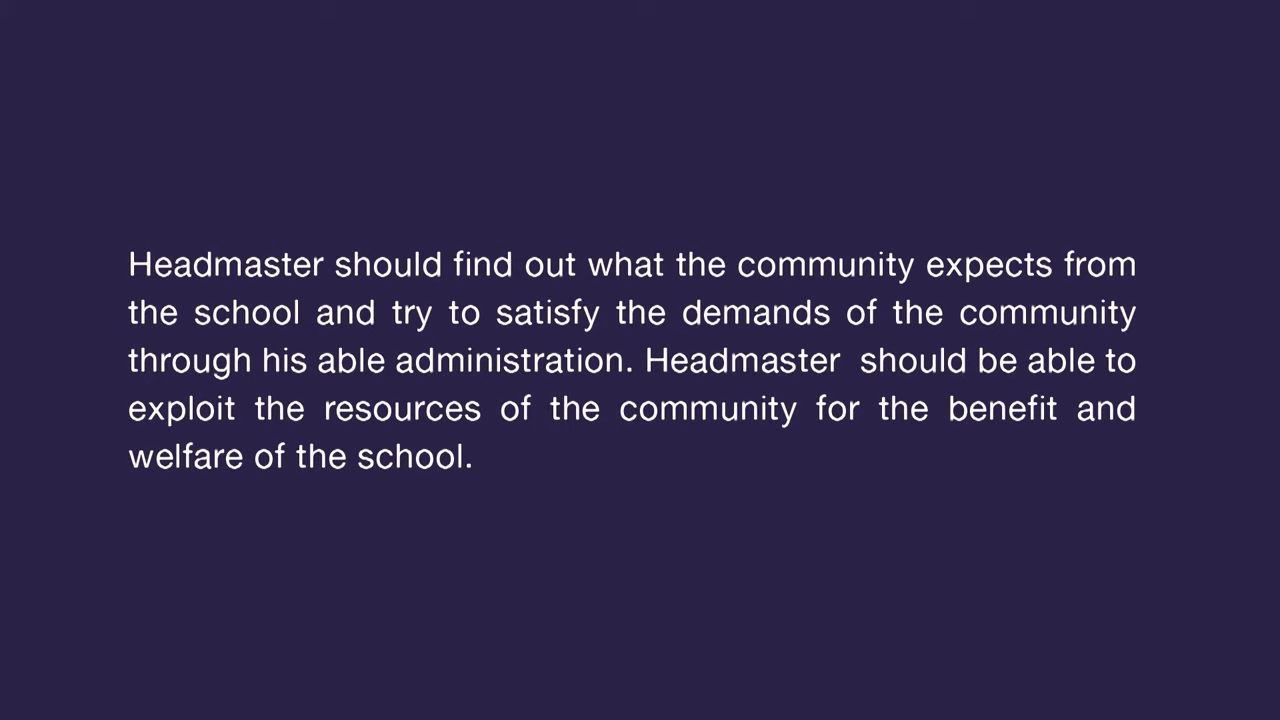 Headmaster should find out what the community expects from
the school and try to satisfy the demands of the community
through his able administration. Headmaster  should be able to
exploit the resources of the community for the benefit and
welfare of the school.